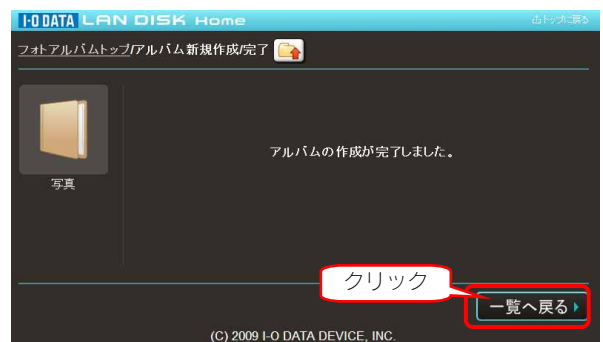 I-O DATA LAN DISK Home
凸トップに戻る
フォトアルバムトップ/アルバム新規作成/完了
アルバムの作成が完了しました。
写真
クリック
一覧へ戻る
(C) 2009 I-O DATA DEVICE, INC.